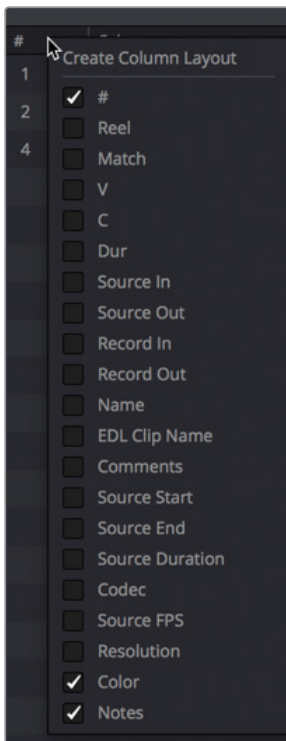 #
Create Column Layout
1
#
2
Reel
4
Match
V
C
Dur
Source In
Source Out
Record In
Record Out
Name
EDL Clip Name
Comments
Source Start
Source End
Source Duration
Codec
Source FPS
Resolution
Color
Notes